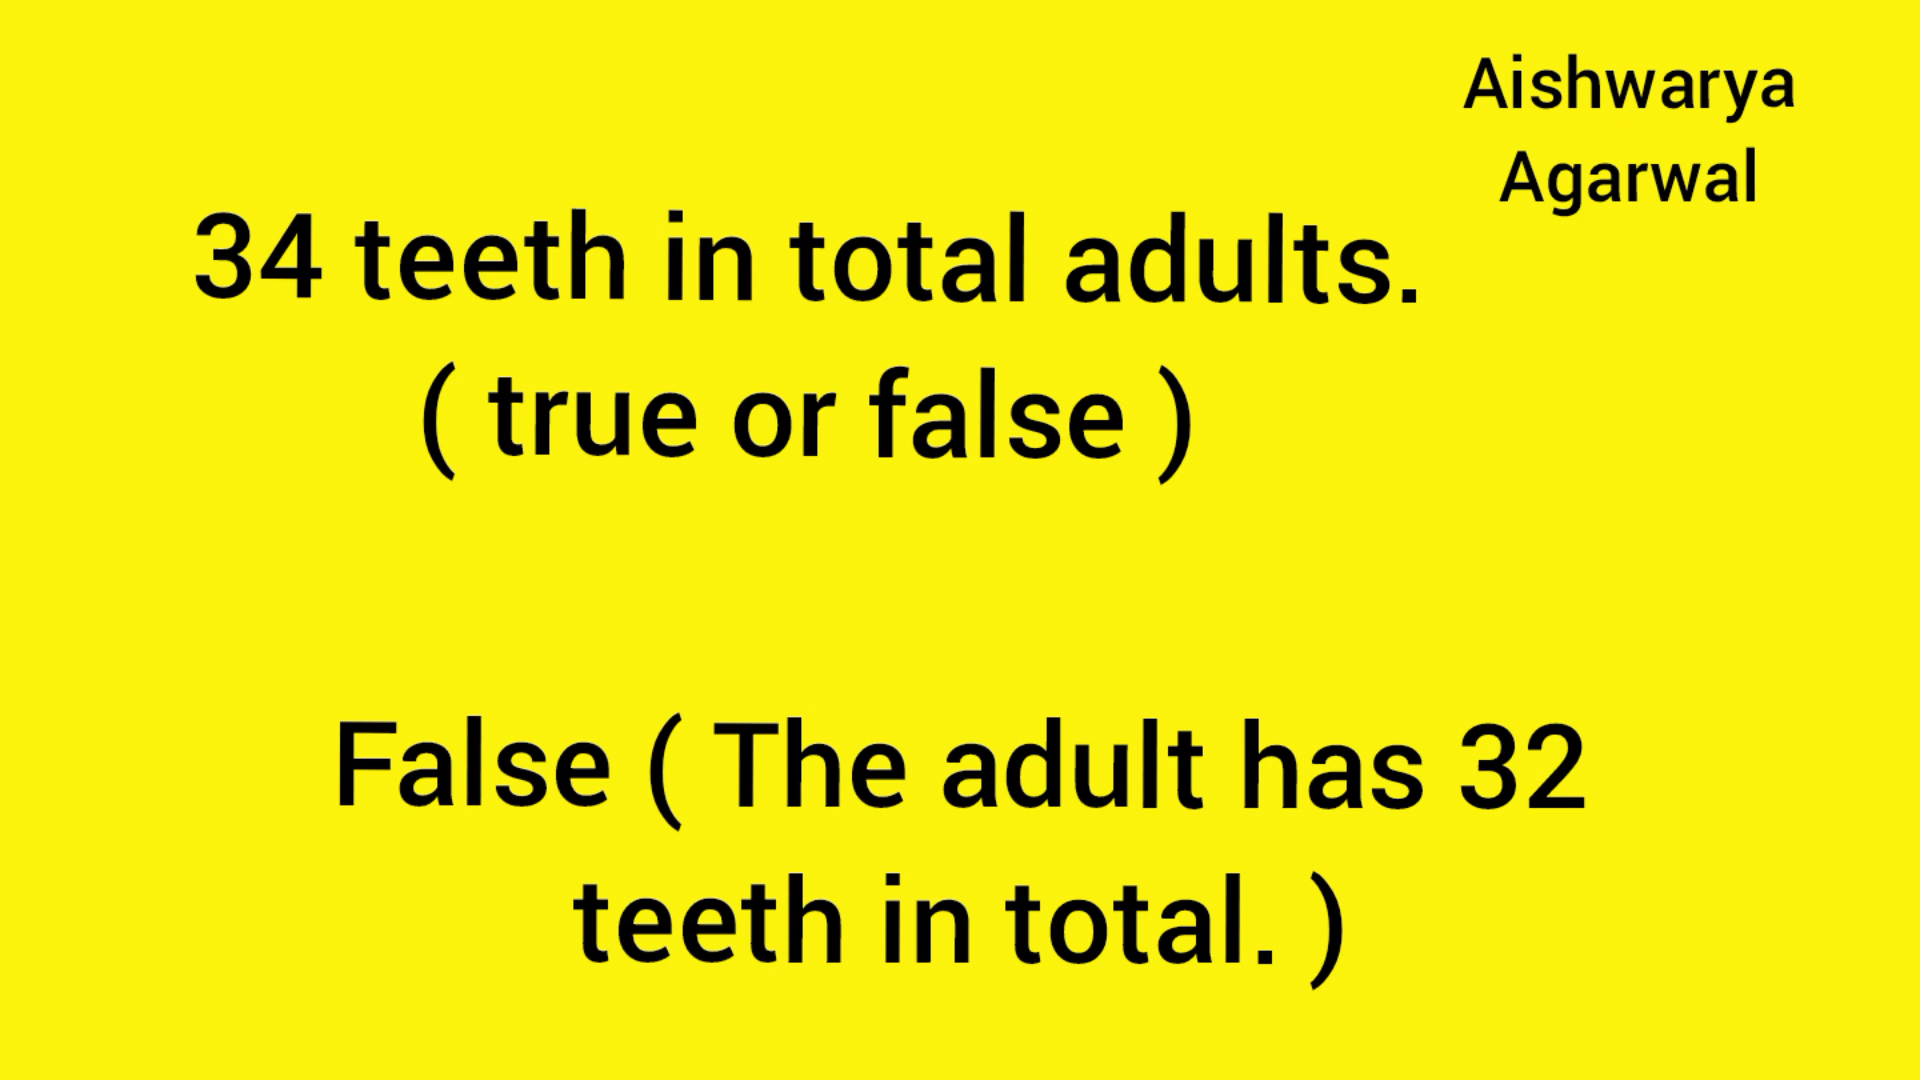 Aishwarya
Agarwal
34 teeth in total adults.
( true or false )
False ( The adult has 32
teeth in total. )